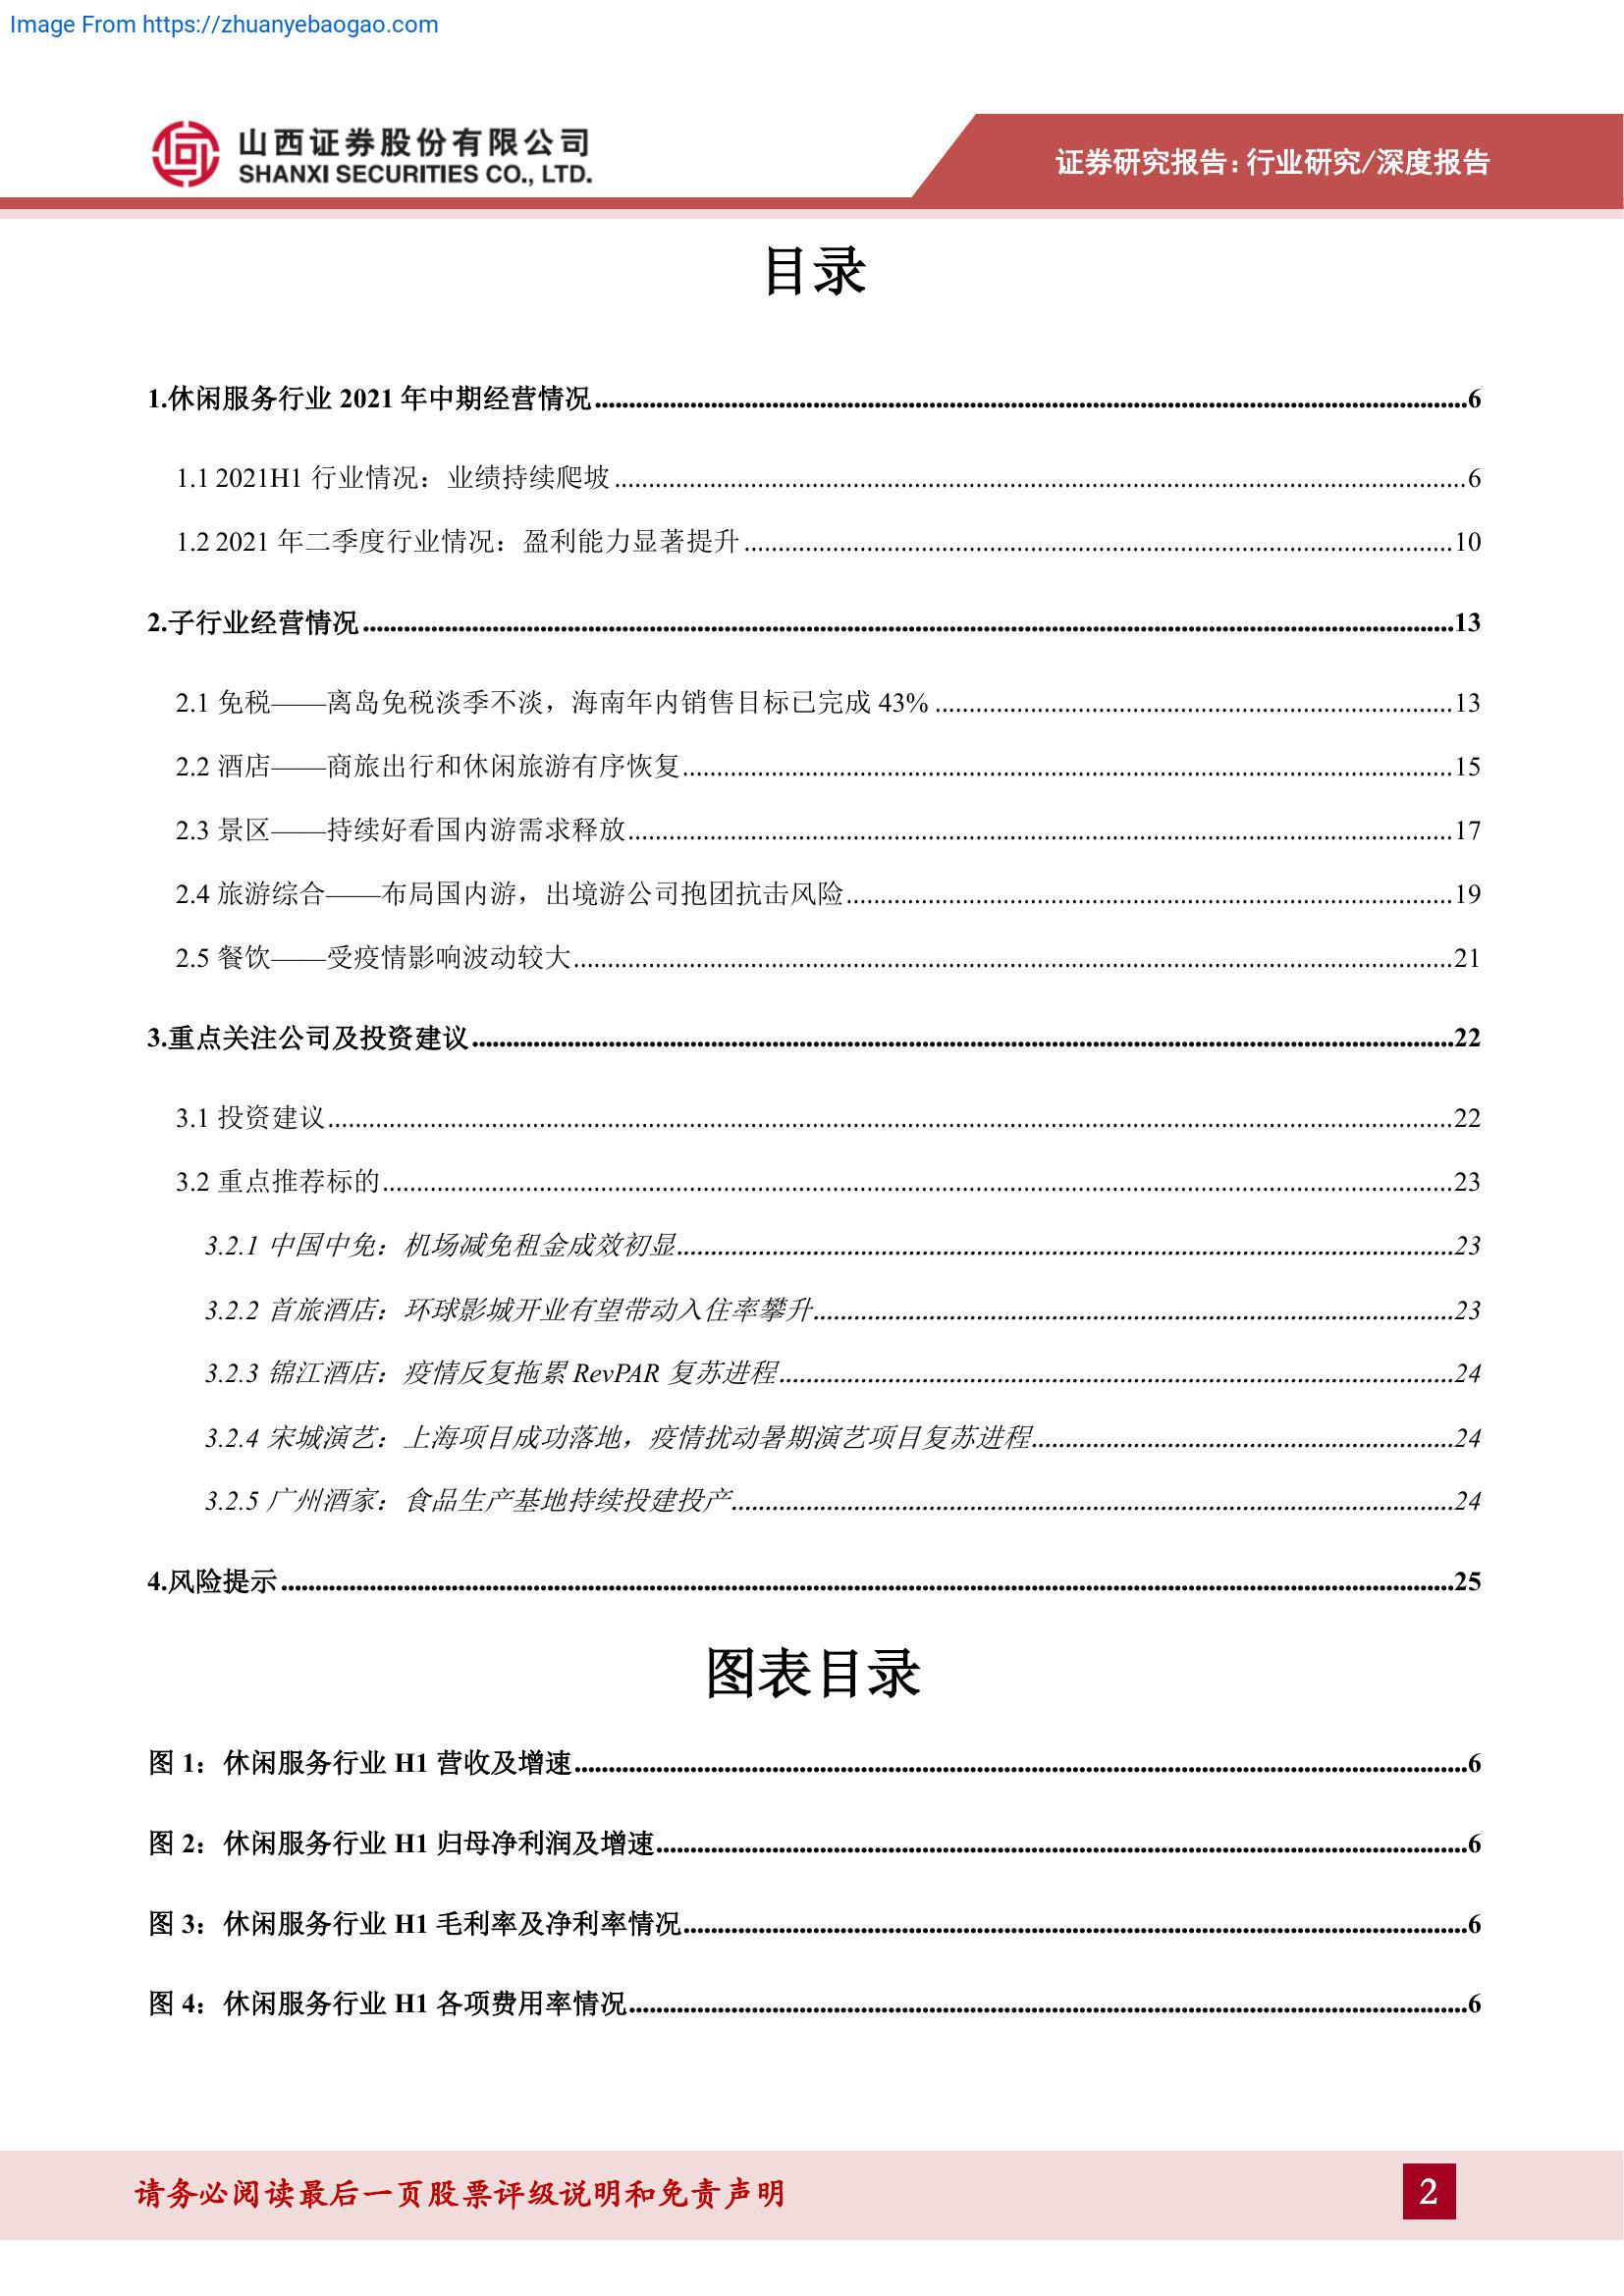 Image From https://zhuanyebaogao.com
山西证券股份有限公司
SHANXI SECURITIES CO., LTD.
证券研究报告：行业研究/深度报告
目录
1.休闲服务行业 2021 年中期经营情况......6
1.1 2021H1 行业情况：业绩持续爬坡......6
1.2 2021 年二季度行业情况：盈利能力显著提升......10
2.子行业经营情况......13
2.1 免税——离岛免税淡季不淡，海南年内销售目标已完成 43%......13
2.2 酒店——商旅出行和休闲旅游有序恢复......15
2.3 景区——持续好看国内游需求释放......17
2.4 旅游综合——布局国内游，出境游公司抱团抗击风险......19
2.5 餐饮——受疫情影响波动较大......21
3.重点关注公司及投资建议......22
3.1 投资建议......22
3.2 重点推荐标的......23
3.2.1 中国中免：机场减免租金成效初显......23
3.2.2 首旅酒店：环球影城开业有望带动入住率攀升......23
3.2.3 锦江酒店：疫情反复拖累 RevPAR 复苏进程......24
3.2.4 宋城演艺：上海项目成功落地，疫情扰动暑期演艺项目复苏进程......24
3.2.5 广州酒家：食品生产基地持续投建投产......24
4.风险提示......25
图表目录
图 1：休闲服务行业 H1 营收及增速......6
图 2：休闲服务行业 H1 归母净利润及增速......6
图 3：休闲服务行业 H1 毛利率及净利率情况......6
图 4：休闲服务行业 H1 各项费用率情况......6
请务必阅读最后一页股票评级说明和免责声明
2